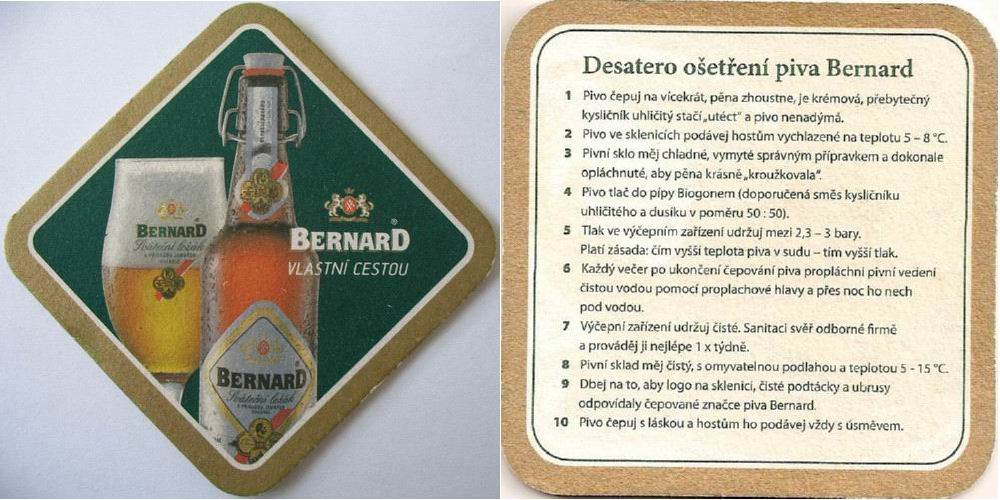 BERNARD
Sváteční ležák
BERNARD®
VLASTNÍ CESTOU
BERNARD
Sváteční ležák
Desatero ošetření piva Bernard
1 Pivo čepuj na vícekrát, pěna zhoustne, je krémová, přebytečný
kysličník uhličitý stačí „utéct“ a pivo nenadýmá.
2 Pivo ve sklenicích podávej hostům vychlazené na teplotu 5 – 8 °C.
3 Pivní sklo měj chladné, vymyté správným přípravkem a dokonale
opláchnuté, aby pěna krásně „kroužkovala“.
4 Pivo tlač do pípy Biogonem (doporučená směs kysličníku
uhličitého a dusíku v poměru 50 : 50).
5 Tlak ve výčepním zařízení udržuj mezi 2,3 – 3 bary.
Platí zásada: čím vyšší teplota piva v sudu – tím vyšší tlak.
6 Každý večer po ukončení čepování piva propláchni pivní vedení
čistou vodou pomocí proplachové hlavy a přes noc ho nech
pod vodou.
7 Výčepní zařízení udržuj čisté. Sanitaci svěř odborné firmě
a prováděj ji nejlépe 1 x týdně.
8 Pivní sklad měj čistý, s omyvatelnou podlahou a teplotou 5 - 15 °C.
9 Dbej na to, aby logo na sklenici, čisté podtácky a ubrusy
odpovídaly čepované značce piva Bernard.
10 Pivo čepuj s láskou a hostům ho podávej vždy s úsměvem.